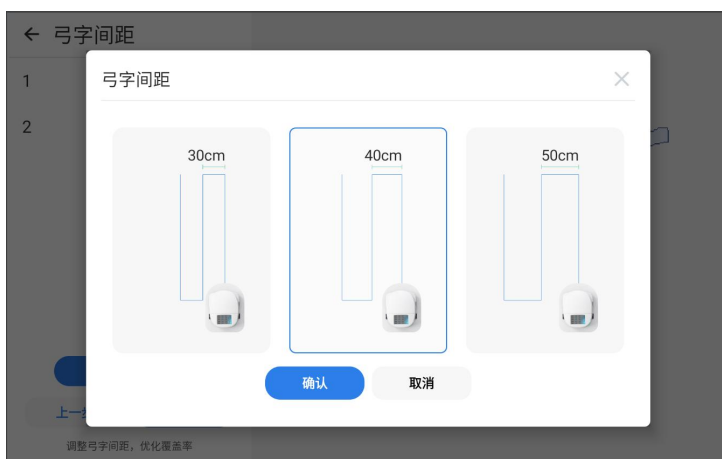 ← 弓字间距
1
2
弓字间距
30cm
40cm
50cm
确认 取消
上一
调整弓字间距，优化覆盖率